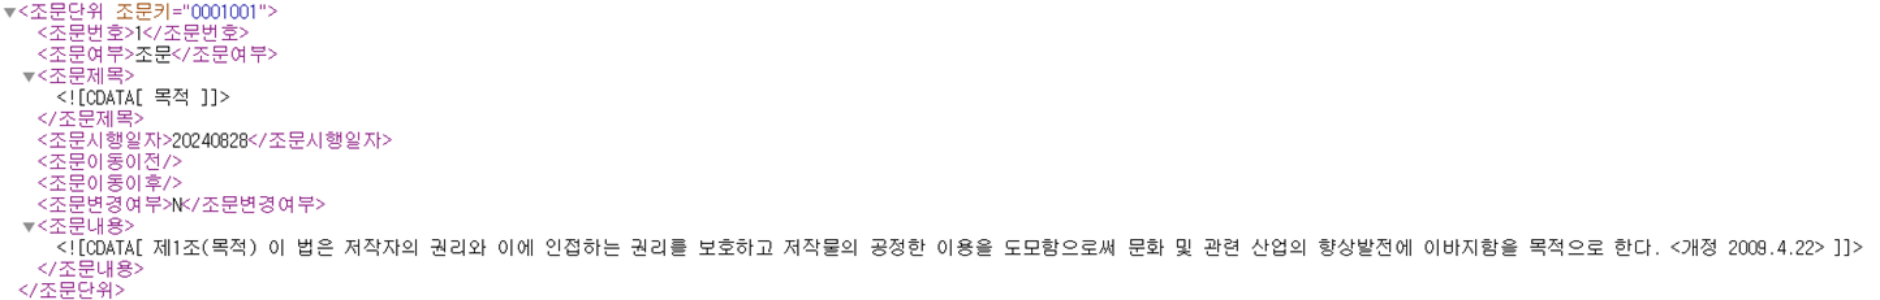 ▼<조문단위 조문키="0001001">
<조문번호>1</조문번호>
<조문여부>조문</조문여부>
▼<조문제목>
<![CDATA[ 목적 ]]>
</조문제목>
<조문시행일자>20240828</조문시행일자>
<조문이동이전/>
<조문이동이후/>
<조문변경여부>N</조문변경여부>
▼<조문내용>
<![CDATA[ 제1조(목적) 이 법은 저작자의 권리와 이에 인접하는 권리를 보호하고 저작물의 공정한 이용을 도모함으로써 문화 및 관련 산업의 향상발전에 이바지함을 목적으로 한다. <개정 2009.4.22> ]]>
</조문내용>
</조문단위>